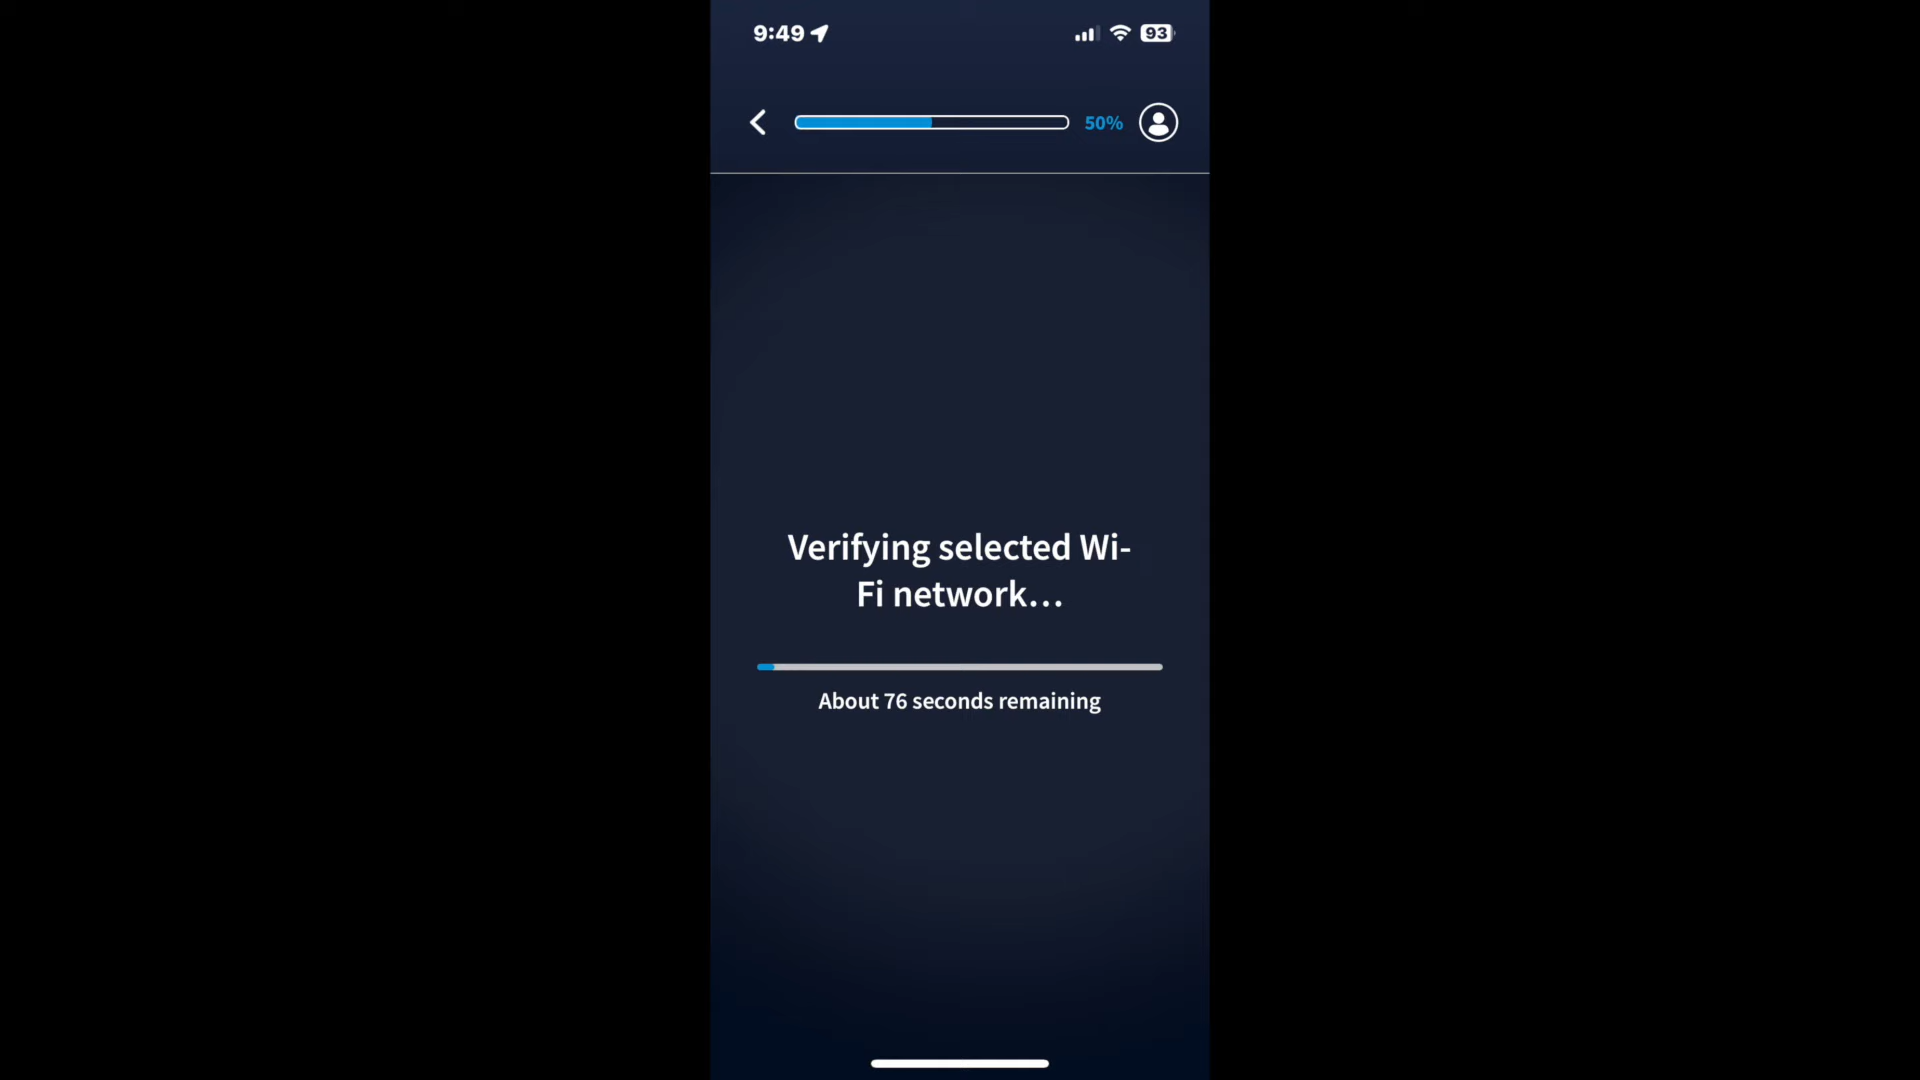 9:49
93
50%
Verifying selected Wi-
Fi network...
About 76 seconds remaining